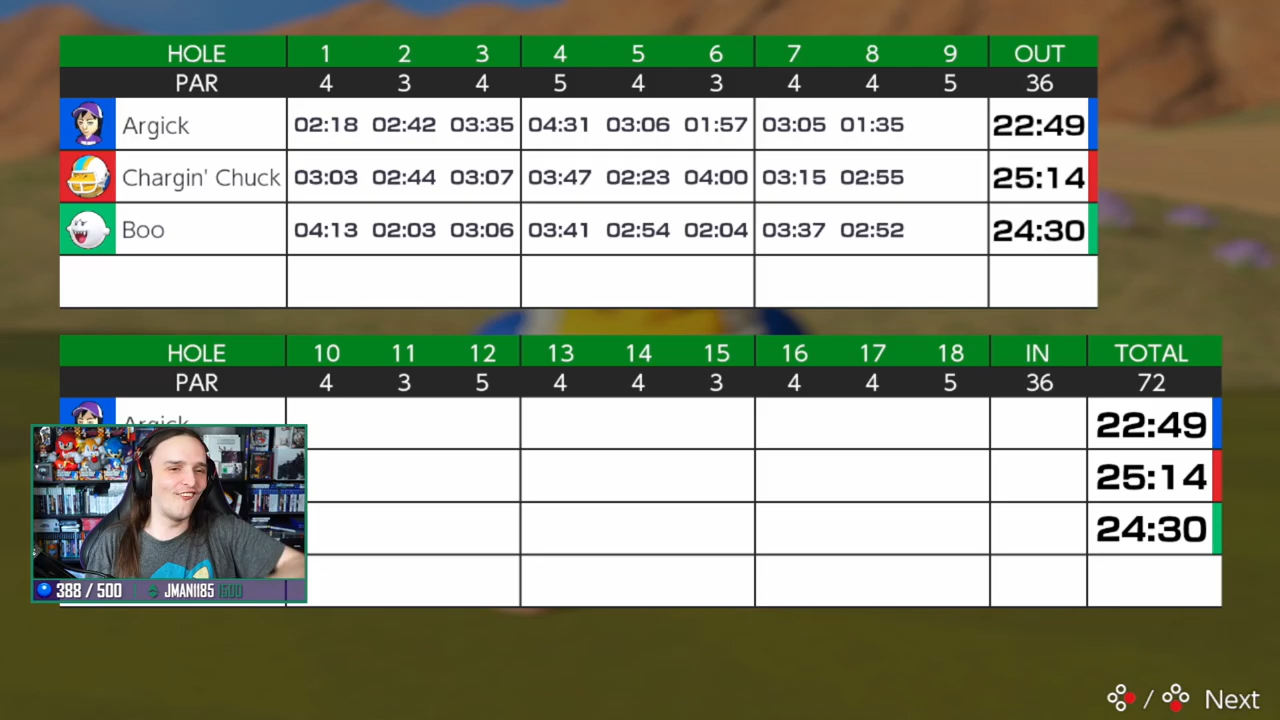 HOLE 1 2 3 4 5 6 7 8 9 OUT
PAR 4 3 4 5 4 3 4 4 5 36
Argick 02:18 02:42 03:35 04:31 03:06 01:57 03:05 01:35 22:49
Chargin' Chuck 03:03 02:44 03:07 03:47 02:23 04:00 03:15 02:55 25:14
Boo 04:13 02:03 03:06 03:41 02:54 02:04 03:37 02:52 24:30
HOLE 10 11 12 13 14 15 16 17 18 IN TOTAL
PAR 4 3 5 4 4 3 4 4 5 36 72
Argick 22:49
25:14
24:30
388 / 500 JMAN1185 1500
Next